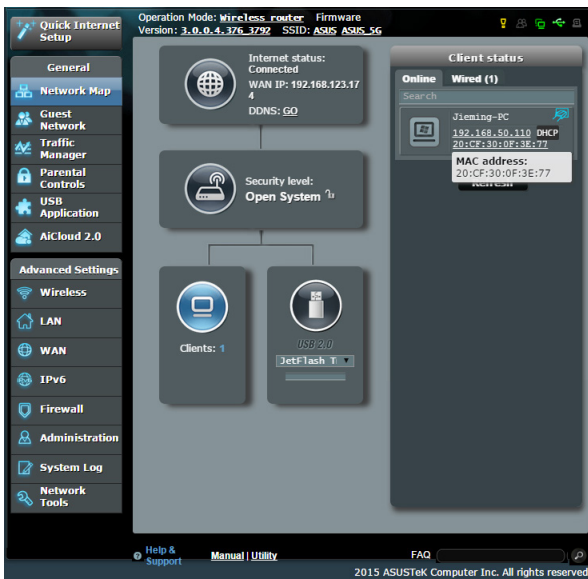 Quick Internet
Setup
Operation Mode: Wireless router Firmware
Version: 3.0.0.4.376_3792 SSID: ASUS ASUS_5G
General
Network Map
Guest
Network
Traffic
Manager
Parental
Controls
USB
Application
AiCloud 2.0
Advanced Settings
Wireless
LAN
WAN
IPv6
Firewall
Administration
System Log
Network
Tools
Internet status:
Connected
WAN IP: 192.168.123.17
4
DDNS: GO
Security level:
Open System
Clients: 1
USB 2.0
JetFlash T
Client status
Online Wired (1)
Search
Jieming-PC
192.168.50.110 DHCP
20:CF:30:0F:3E:77
MAC address:
20:CF:30:0F:3E:77
Refresh
Help &
Support
Manual | Utility
FAQ
2015 ASUSTeK Computer Inc. All rights reserved